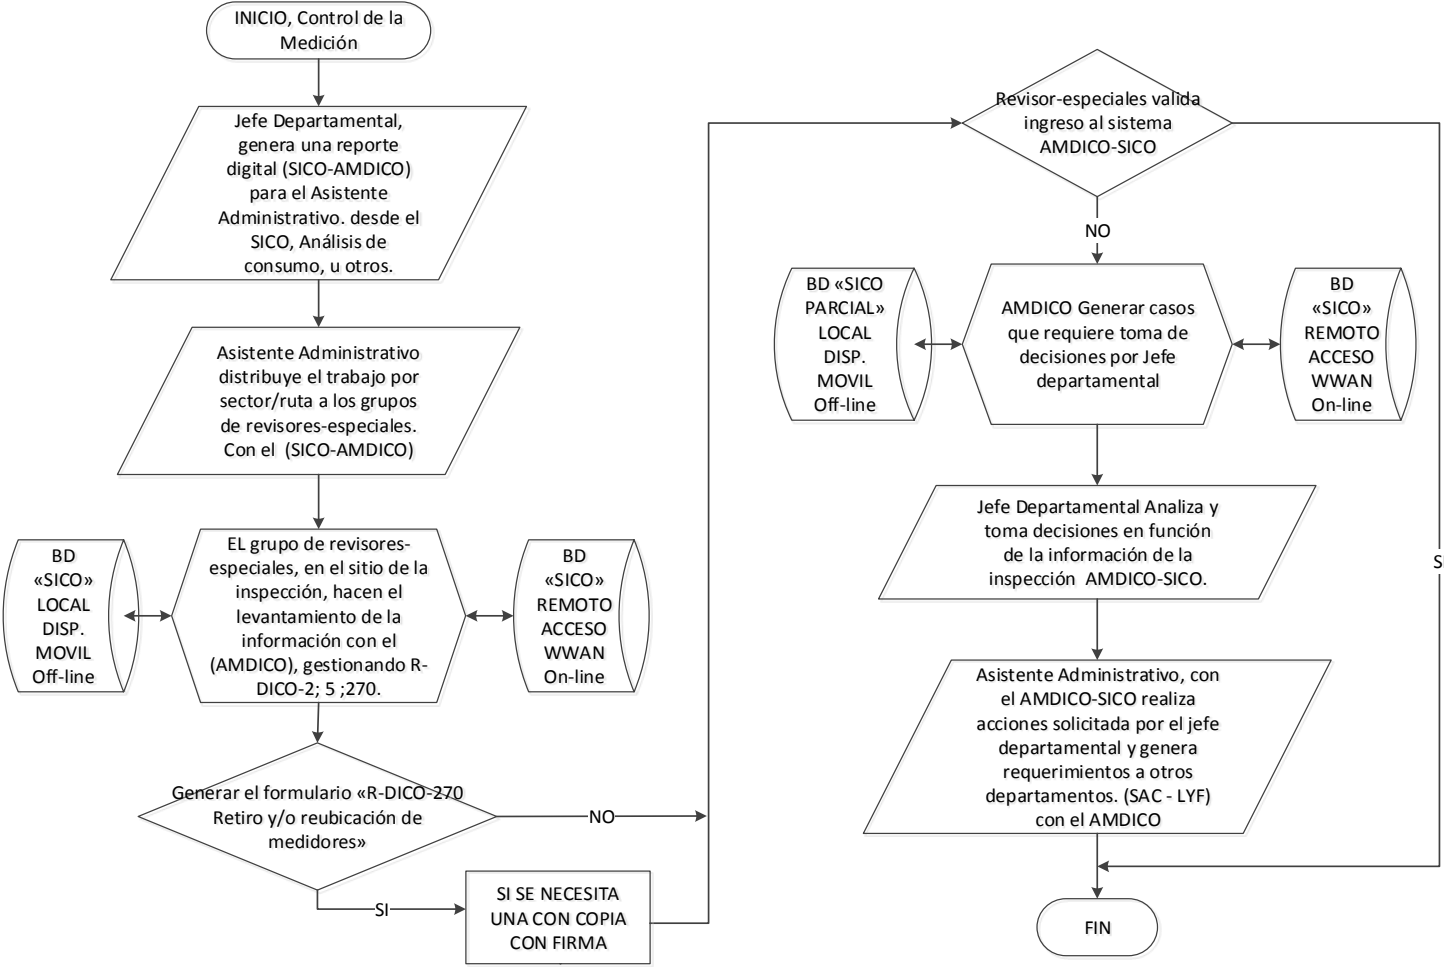 INICIO, Control de la
Medición
Jefe Departamental,
genera una reporte
digital (SICO-AMDICO)
para el Asistente
Administrativo. desde el
SICO, Análisis de
consumo, u otros.
Asistente Administrativo
distribuye el trabajo por
sector/ruta a los grupos
de revisores-especiales.
Con el (SICO-AMDICO)
BD
«SICO»
LOCAL
DISP.
MOVIL
Off-line
EL grupo de revisores-
especiales, en el sitio de la
inspección, hacen el
levantamiento de la
información con el
(AMDICO), gestionando R-
DICO-2; 5 ;270.
BD
«SICO»
REMOTO
ACCESO
WWAN
On-line
Generar el formulario «R-DICO-270
Retiro y/o reubicación de
medidores»
NO
SI
SI SE NECESITA
UNA CON COPIA
CON FIRMA
Revisor-especiales valida
ingreso al sistema
AMDICO-SICO
NO
BD «SICO
PARCIAL»
LOCAL
DISP.
MOVIL
Off-line
AMDICO Generar casos
que requiere toma de
decisiones por Jefe
departamental
BD
«SICO»
REMOTO
ACCESO
WWAN
On-line
Jefe Departamental Analiza y
toma decisiones en función
de la información de la
inspección AMDICO-SICO.
SI
Asistente Administrativo, con
el AMDICO-SICO realiza
acciones solicitada por el jefe
departamental y genera
requerimientos a otros
departamentos. (SAC - LYF)
con el AMDICO
FIN